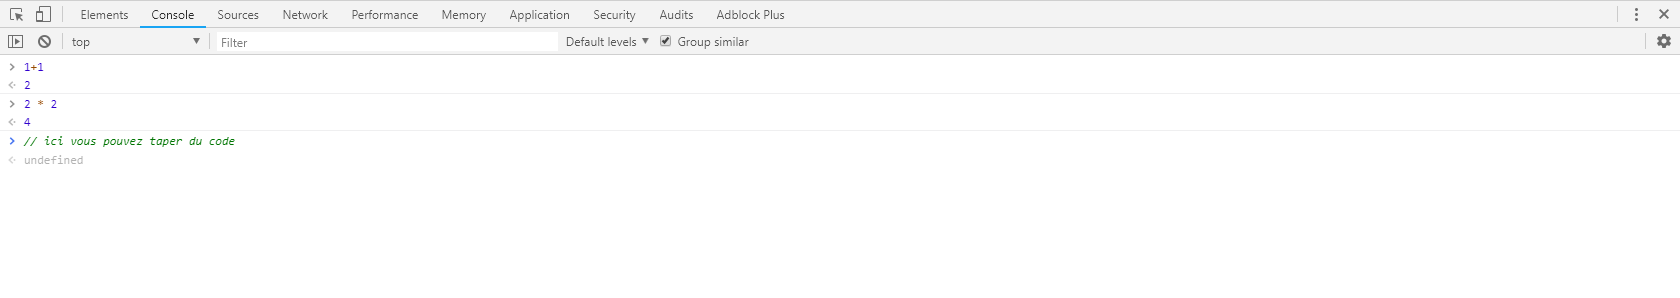 Elements Console Sources Network Performance Memory Application Security Audits Adblock Plus
top Filter Default levels Group similar
1+1
2
2 * 2
4
// ici vous pouvez taper du code
undefined